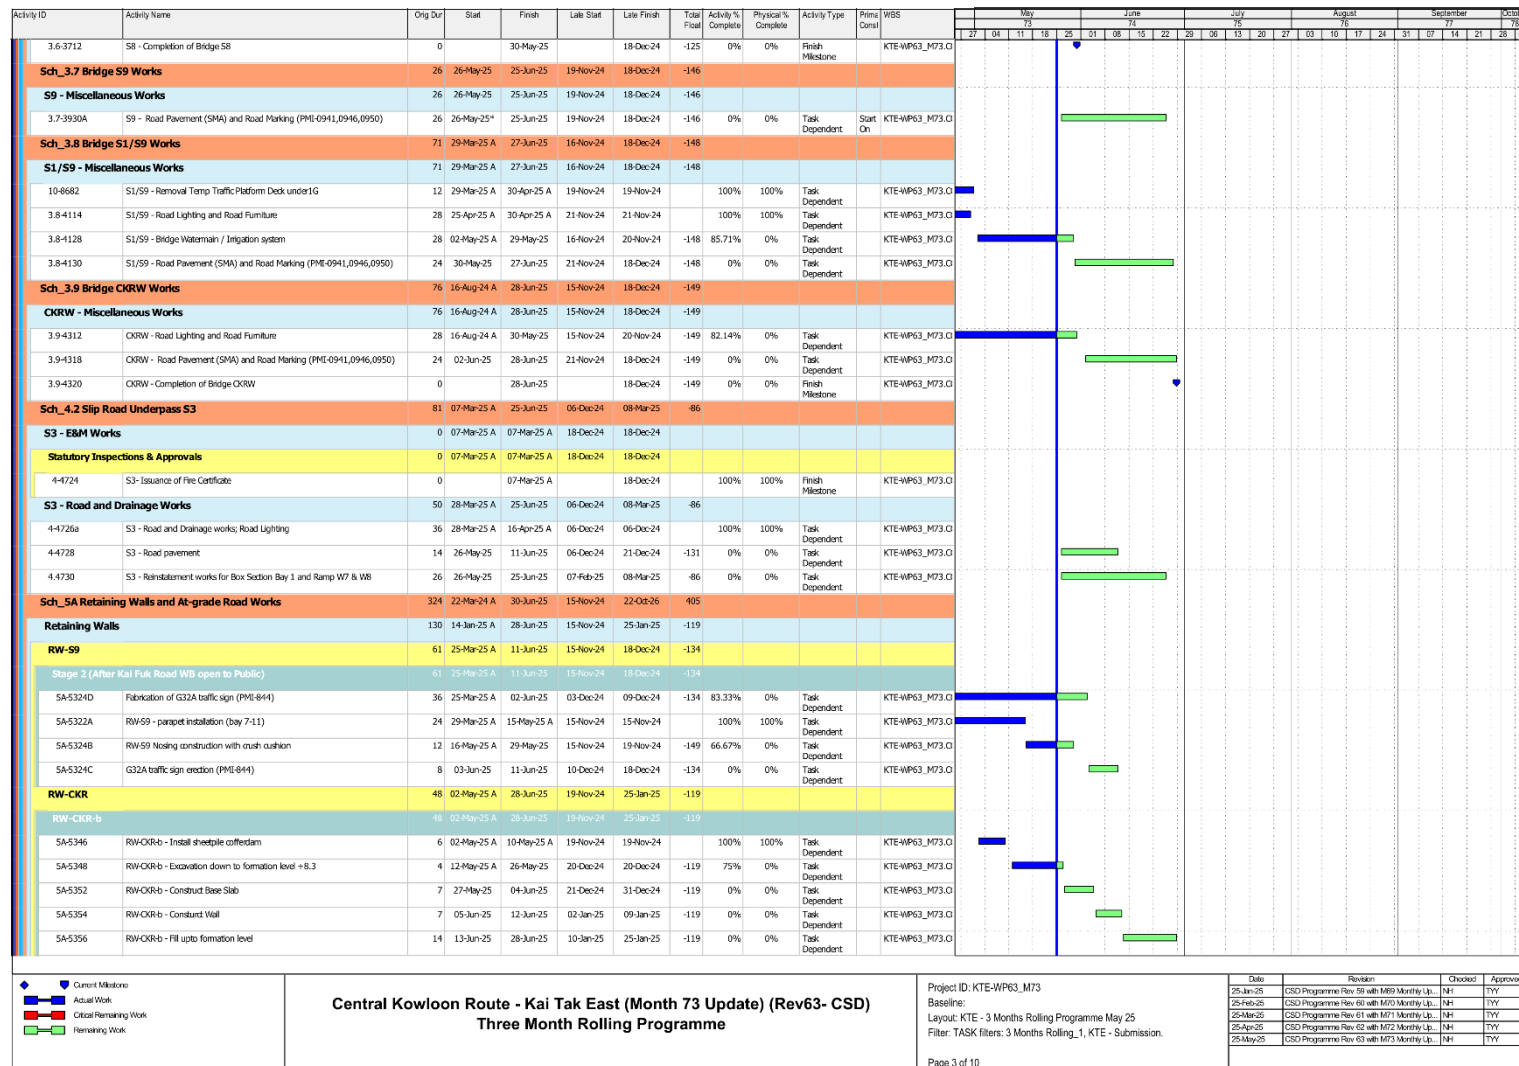 Activity ID Activity Name Orig Dur Start Finish Late Start Late Finish Total Float Activity % Complete Physical % Complete Activity Type Prima Const WBS May June July August September Octo
73 74 75 76 77 78
27 04 11 18 25 01 08 15 22 29 06 13 20 27 03 10 17 24 31 07 14 21 28
3.6-3712 S8 - Completion of Bridge S8 0 30-May-25 18-Dec-24 -125 0% 0% Finish Milestone KTE-WP63_M73.CI
Sch_3.7 Bridge S9 Works 26 26-May-25 25-Jun-25 19-Nov-24 18-Dec-24 -146
S9 - Miscellaneous Works 26 26-May-25 25-Jun-25 19-Nov-24 18-Dec-24 -146
3.7-3930A S9 - Road Pavement (SMA) and Road Marking (PMI-0941,0946,0950) 26 26-May-25* 25-Jun-25 19-Nov-24 18-Dec-24 -146 0% 0% Task Dependent Start On KTE-WP63_M73.CI
Sch_3.8 Bridge S1/S9 Works 71 29-Mar-25 A 27-Jun-25 16-Nov-24 18-Dec-24 -148
S1/S9 - Miscellaneous Works 71 29-Mar-25 A 27-Jun-25 16-Nov-24 18-Dec-24 -148
10-8682 S1/S9 - Removal Temp Traffic Platform Deck under1G 12 29-Mar-25 A 30-Apr-25 A 19-Nov-24 19-Nov-24 100% 100% Task Dependent KTE-WP63_M73.CI
3.8-4114 S1/S9 - Road Lighting and Road Furniture 28 25-Apr-25 A 30-Apr-25 A 21-Nov-24 21-Nov-24 100% 100% Task Dependent KTE-WP63_M73.CI
3.8-4128 S1/S9 - Bridge Watermain / Irrigation system 28 02-May-25 A 29-May-25 16-Nov-24 20-Nov-24 -148 85.71% 0% Task Dependent KTE-WP63_M73.CI
3.8-4130 S1/S9 - Road Pavement (SMA) and Road Marking (PMI-0941,0946,0950) 24 30-May-25 27-Jun-25 21-Nov-24 18-Dec-24 -148 0% 0% Task Dependent KTE-WP63_M73.CI
Sch_3.9 Bridge CKRW Works 76 16-Aug-24 A 28-Jun-25 15-Nov-24 18-Dec-24 -149
CKRW - Miscellaneous Works 76 16-Aug-24 A 28-Jun-25 15-Nov-24 18-Dec-24 -149
3.9-4312 CKRW - Road Lighting and Road Furniture 28 16-Aug-24 A 30-May-25 15-Nov-24 20-Nov-24 -149 82.14% 0% Task Dependent KTE-WP63_M73.CI
3.9-4318 CKRW - Road Pavement (SMA) and Road Marking (PMI-0941,0946,0950) 24 02-Jun-25 28-Jun-25 21-Nov-24 18-Dec-24 -149 0% 0% Task Dependent KTE-WP63_M73.CI
3.9-4320 CKRW - Completion of Bridge CKRW 0 28-Jun-25 18-Dec-24 -149 0% 0% Finish Milestone KTE-WP63_M73.CI
Sch_4.2 Slip Road Underpass S3 81 07-Mar-25 A 25-Jun-25 06-Dec-24 08-Mar-25 -86
S3 - E&M Works 0 07-Mar-25 A 07-Mar-25 A 18-Dec-24 18-Dec-24
Statutory Inspections & Approvals 0 07-Mar-25 A 07-Mar-25 A 18-Dec-24 18-Dec-24
4-4724 S3- Issuance of Fire Certificate 0 07-Mar-25 A 18-Dec-24 100% 100% Finish Milestone KTE-WP63_M73.CI
S3 - Road and Drainage Works 50 28-Mar-25 A 25-Jun-25 06-Dec-24 08-Mar-25 -86
4-4726a S3 - Road and Drainage works; Road Lighting 36 28-Mar-25 A 16-Apr-25 A 06-Dec-24 06-Dec-24 100% 100% Task Dependent KTE-WP63_M73.CI
4-4728 S3 - Road pavement 14 26-May-25 11-Jun-25 06-Dec-24 21-Dec-24 -131 0% 0% Task Dependent KTE-WP63_M73.CI
4.4730 S3 - Reinstatement works for Box Section Bay 1 and Ramp W7 & W8 26 26-May-25 25-Jun-25 07-Feb-25 08-Mar-25 -86 0% 0% Task Dependent KTE-WP63_M73.CI
Sch_5A Retaining Walls and At-grade Road Works 324 22-Mar-24 A 30-Jun-25 15-Nov-24 22-Oct-26 405
Retaining Walls 130 14-Jan-25 A 28-Jun-25 15-Nov-24 25-Jan-25 -119
RW-S9 61 25-Mar-25 A 11-Jun-25 15-Nov-24 18-Dec-24 -134
Stage 2 (After Kai Fuk Road WB open to Public) 61 25-Mar-25 A 11-Jun-25 15-Nov-24 18-Dec-24 -134
5A-5324D Fabrication of G32A traffic sign (PMI-844) 36 25-Mar-25 A 02-Jun-25 03-Dec-24 09-Dec-24 -134 83.33% 0% Task Dependent KTE-WP63_M73.CI
5A-5322A RW-S9 - parapet installation (bay 7-11) 24 29-Mar-25 A 15-May-25 A 15-Nov-24 15-Nov-24 100% 100% Task Dependent KTE-WP63_M73.CI
5A-5324B RW-S9 Nosing construction with crush cushion 12 16-May-25 A 29-May-25 15-Nov-24 19-Nov-24 -149 66.67% 0% Task Dependent KTE-WP63_M73.CI
5A-5324C G32A traffic sign erection (PMI-844) 8 03-Jun-25 11-Jun-25 10-Dec-24 18-Dec-24 -134 0% 0% Task Dependent KTE-WP63_M73.CI
RW-CKR 48 02-May-25 A 28-Jun-25 19-Nov-24 25-Jan-25 -119
RW-CKR-b 48 02-May-25 A 28-Jun-25 19-Nov-24 25-Jan-25 -119
5A-5346 RW-CKR-b - Install sheetpile cofferdam 6 02-May-25 A 10-May-25 A 19-Nov-24 19-Nov-24 100% 100% Task Dependent KTE-WP63_M73.CI
5A-5348 RW-CKR-b - Excavation down to formation level +8.3 4 12-May-25 A 26-May-25 20-Dec-24 20-Dec-24 -119 75% 0% Task Dependent KTE-WP63_M73.CI
5A-5352 RW-CKR-b - Construct Base Slab 7 27-May-25 04-Jun-25 21-Dec-24 31-Dec-24 -119 0% 0% Task Dependent KTE-WP63_M73.CI
5A-5354 RW-CKR-b - Consturct Wall 7 05-Jun-25 12-Jun-25 02-Jan-25 09-Jan-25 -119 0% 0% Task Dependent KTE-WP63_M73.CI
5A-5356 RW-CKR-b - Fill upto formation level 14 13-Jun-25 28-Jun-25 10-Jan-25 25-Jan-25 -119 0% 0% Task Dependent KTE-WP63_M73.CI
Current Milestone
Actual Work
Critical Remaining Work
Remaining Work
Central Kowloon Route - Kai Tak East (Month 73 Update) (Rev63- CSD)
Three Month Rolling Programme
Project ID: KTE-WP63_M73
Baseline:
Layout: KTE - 3 Months Rolling Programme May 25
Filter: TASK filters: 3 Months Rolling_1, KTE - Submission.
Page 3 of 10
Date Revision Checked Approved
25-Jan-25 CSD Programme Rev 59 with M69 Monthly Up... NH TYY
25-Feb-25 CSD Programme Rev 60 with M70 Monthly Up... NH TYY
25-Mar-25 CSD Programme Rev 61 with M71 Monthly Up... NH TYY
25-Apr-25 CSD Programme Rev 62 with M72 Monthly Up... NH TYY
25-May-25 CSD Programme Rev 63 with M73 Monthly Up... NH TYY